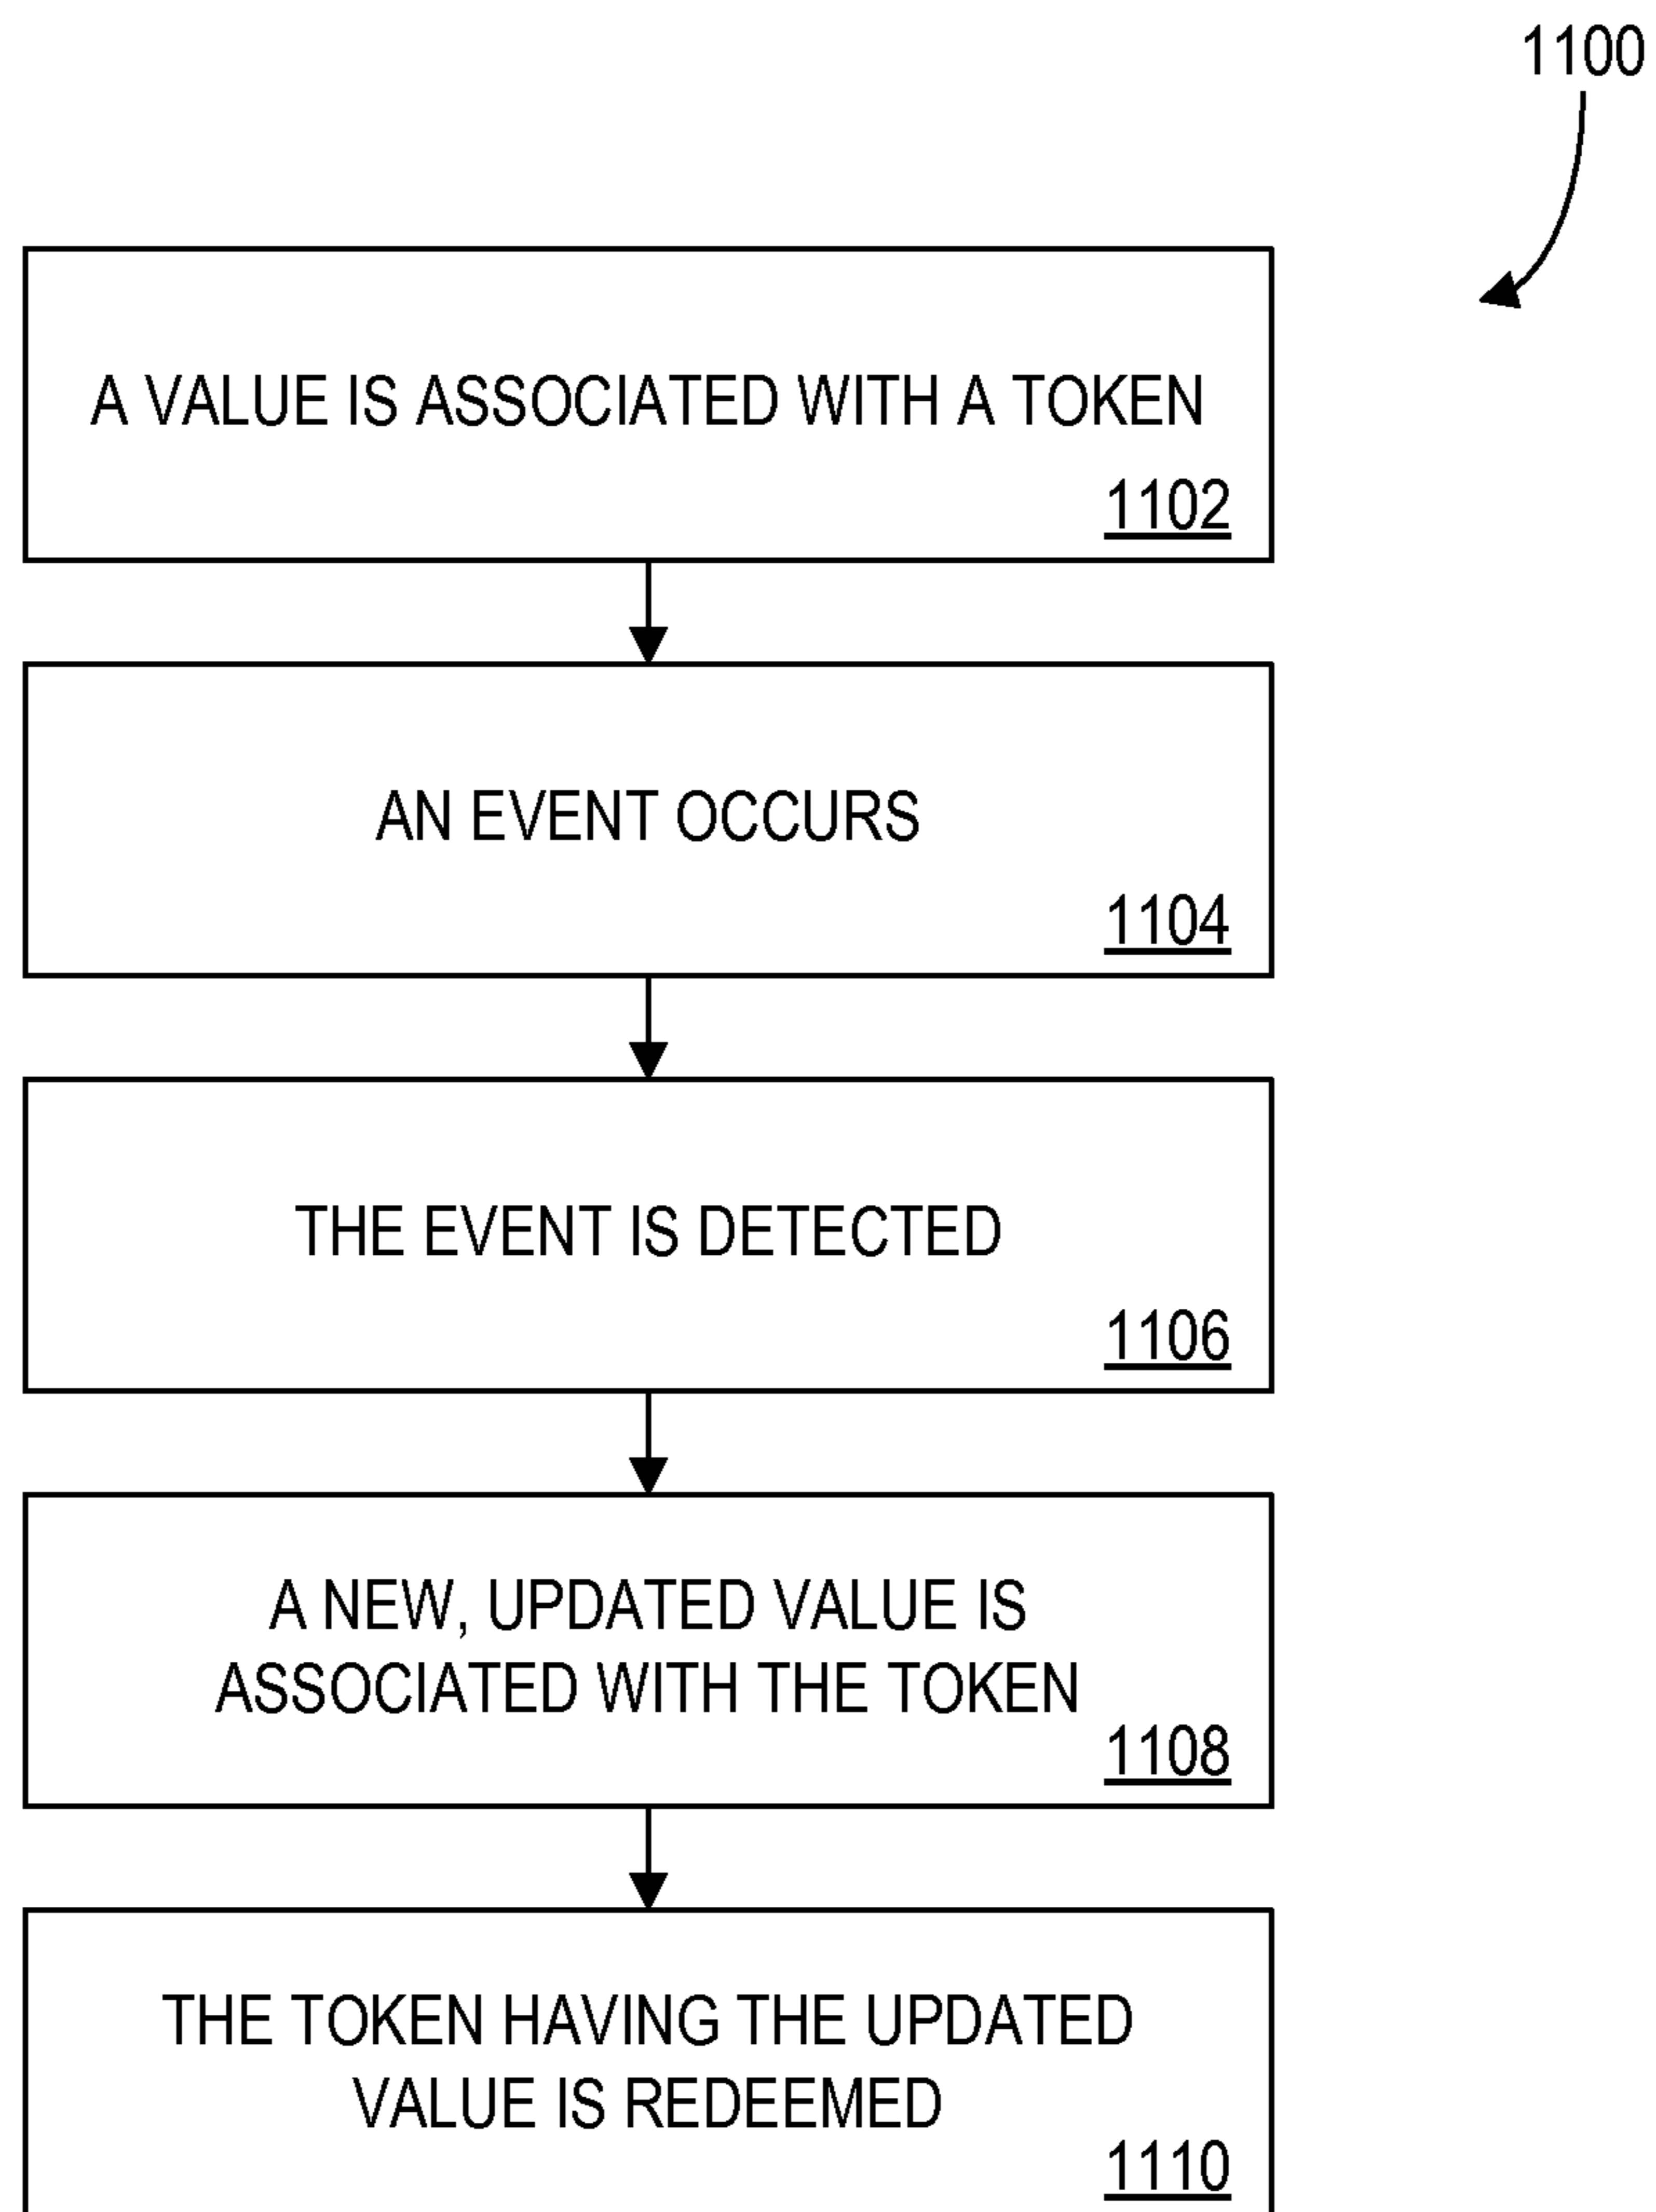 1100
A VALUE IS ASSOCIATED WITH A TOKEN
1102
AN EVENT OCCURS
1104
THE EVENT IS DETECTED
1106
A NEW, UPDATED VALUE IS
ASSOCIATED WITH THE TOKEN
1108
THE TOKEN HAVING THE UPDATED
VALUE IS REDEEMED
1110